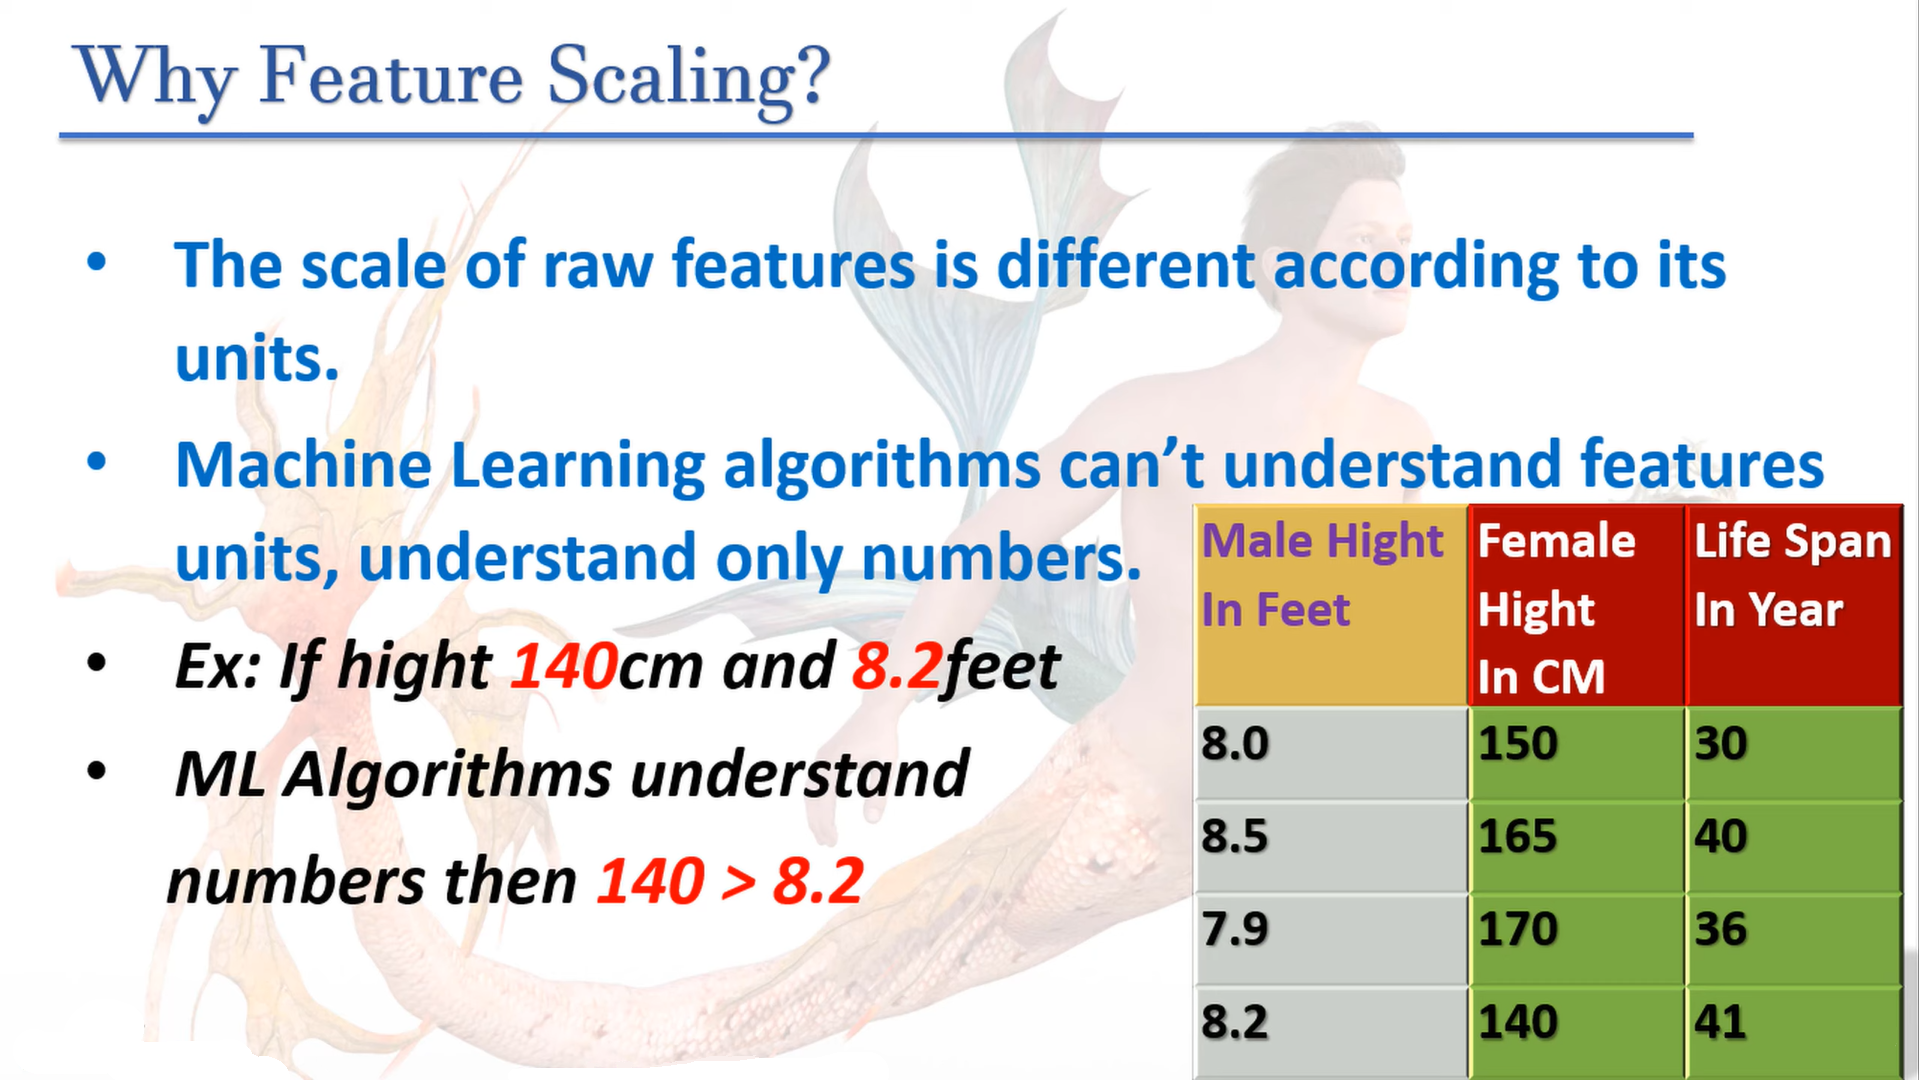 Why Feature Scaling?
• The scale of raw features is different according to its
units.
• Machine Learning algorithms can’t understand features
units, understand only numbers.
• Ex: If hight 140cm and 8.2feet
• ML Algorithms understand
numbers then 140 > 8.2
Male Hight In Feet Female Hight In CM Life Span In Year
8.0 150 30
8.5 165 40
7.9 170 36
8.2 140 41